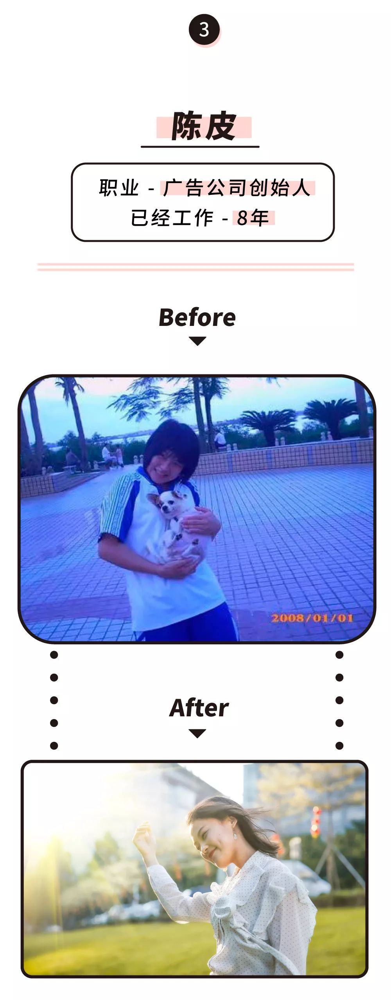 3
陈皮
职业 - 广告公司创始人
已经工作 - 8年
Before
2008/01/01
After